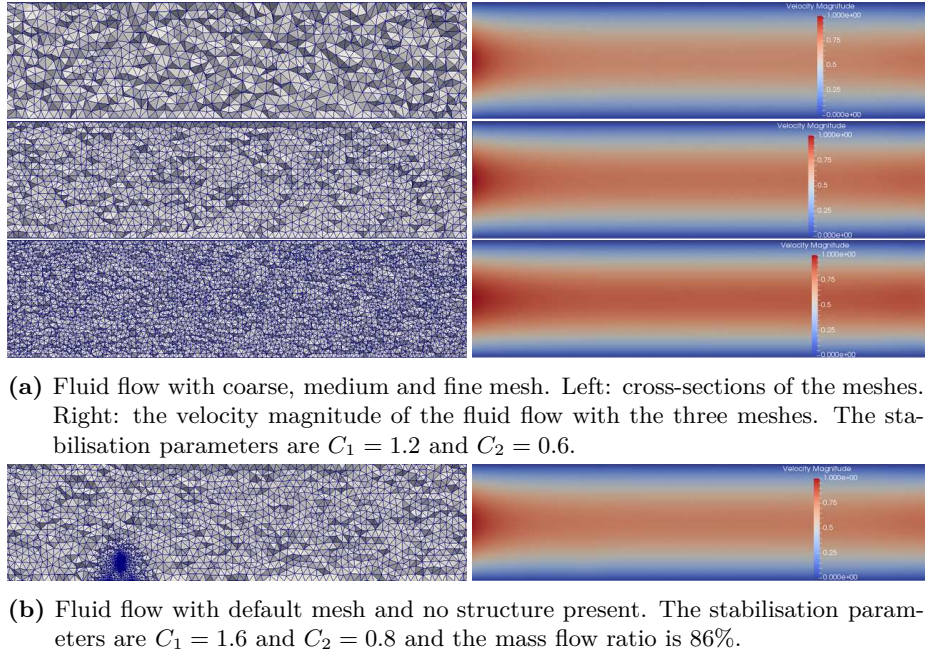 Velocity Magnitude
1.000e+00
0.75
0.5
0.25
0.000e+00
Velocity Magnitude
1.000e+00
0.75
0.5
0.25
0.000e+00
Velocity Magnitude
1.000e+00
0.75
0.5
0.25
0.000e+00
(a) Fluid flow with coarse, medium and fine mesh. Left: cross-sections of the meshes.
Right: the velocity magnitude of the fluid flow with the three meshes. The sta-
bilisation parameters are C₁ = 1.2 and C₂ = 0.6.
Velocity Magnitude
1.000e+00
0.75
0.5
0.25
0.000e+00
(b) Fluid flow with default mesh and no structure present. The stabilisation param-
eters are C₁ = 1.6 and C₂ = 0.8 and the mass flow ratio is 86%.